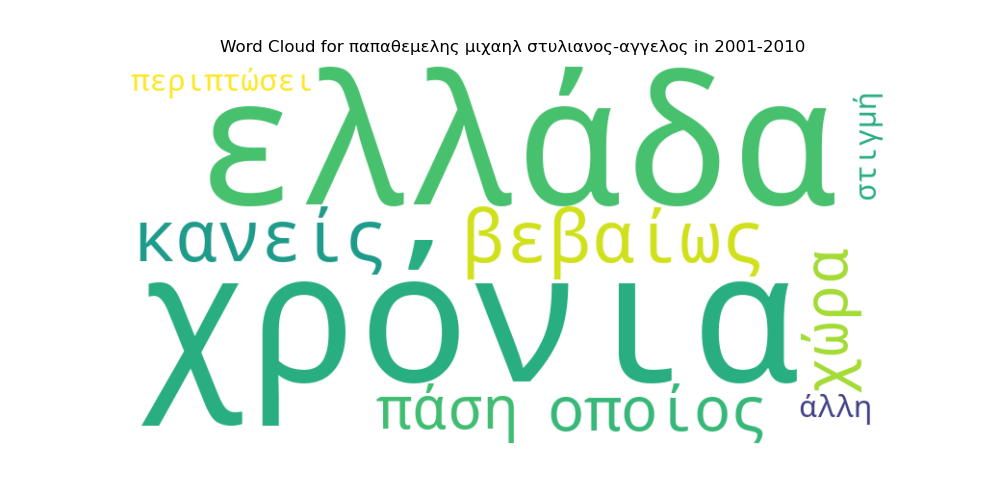 Word Cloud for παπαθεμελης μιχαηλ στυλιανος-αγγελος in 2001-2010
περιπτώσει
ελλάδα
στιγμή
κανείς
βεβαίως
χρόνια
χώρα
πάση
οποίος
άλλη